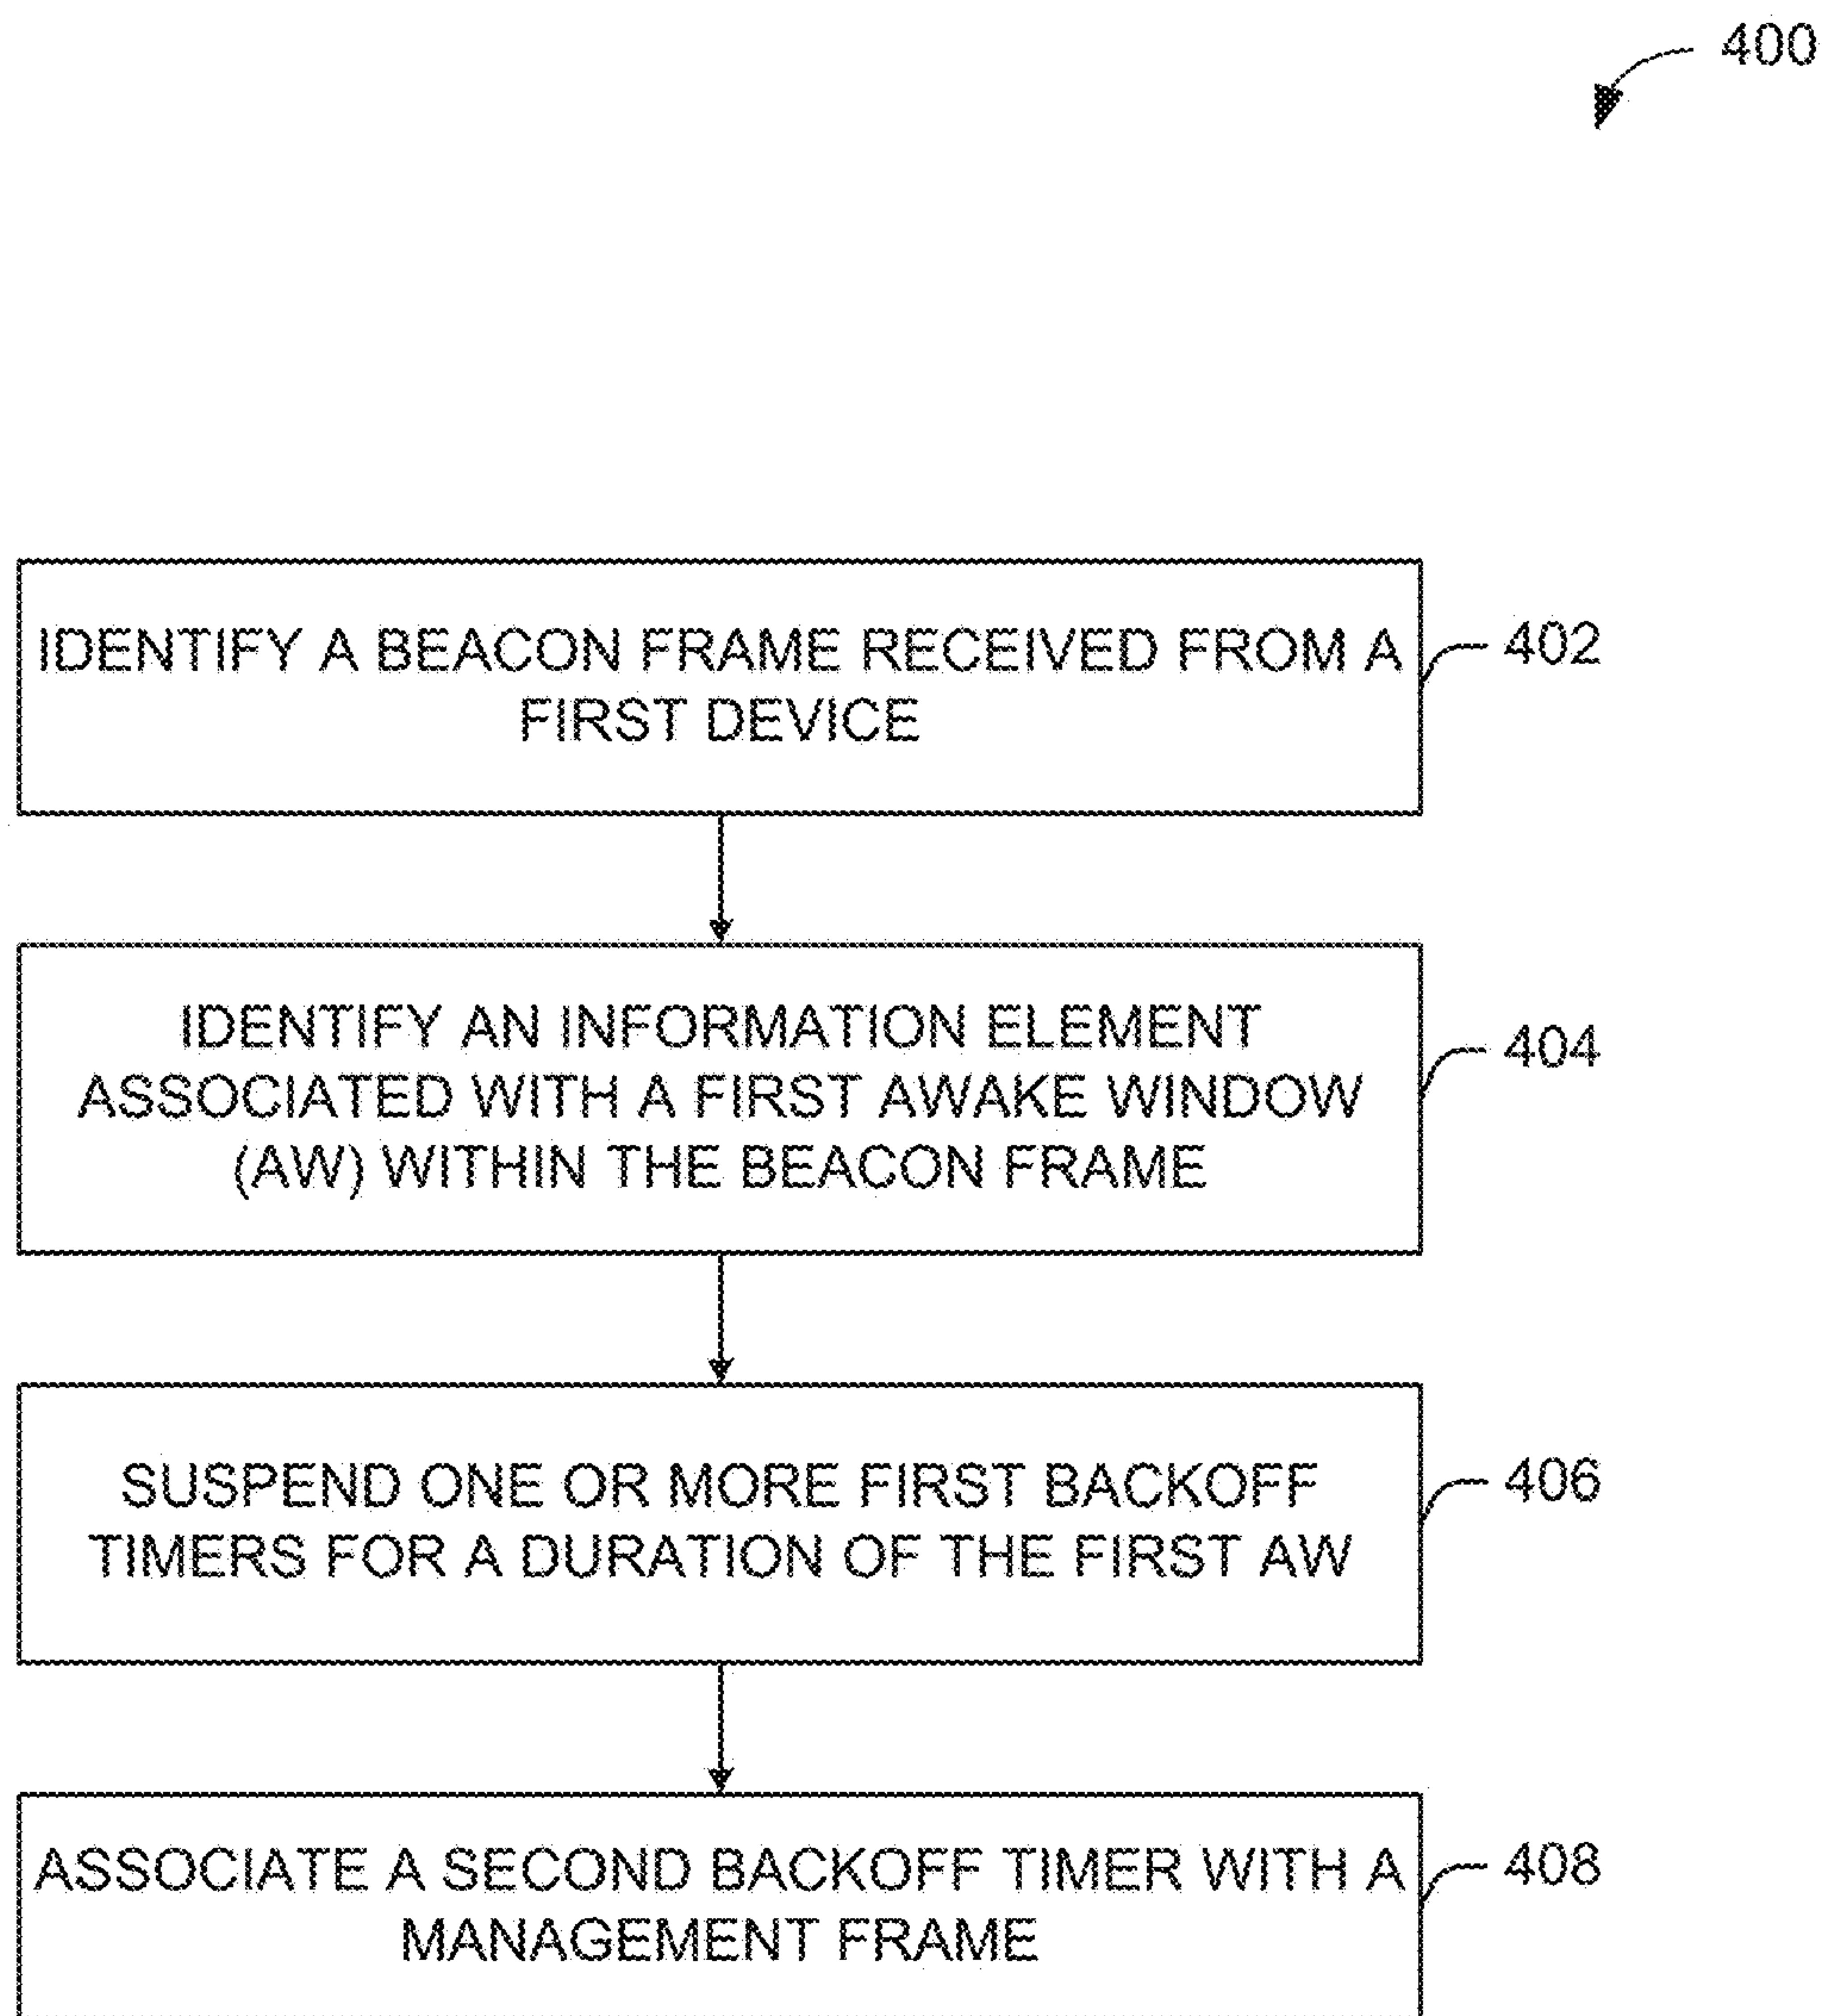 400
IDENTIFY A BEACON FRAME RECEIVED FROM A
FIRST DEVICE
402
IDENTIFY AN INFORMATION ELEMENT
ASSOCIATED WITH A FIRST AWAKE WINDOW
(AW) WITHIN THE BEACON FRAME
404
SUSPEND ONE OR MORE FIRST BACKOFF
TIMERS FOR A DURATION OF THE FIRST AW
406
ASSOCIATE A SECOND BACKOFF TIMER WITH A
MANAGEMENT FRAME
408